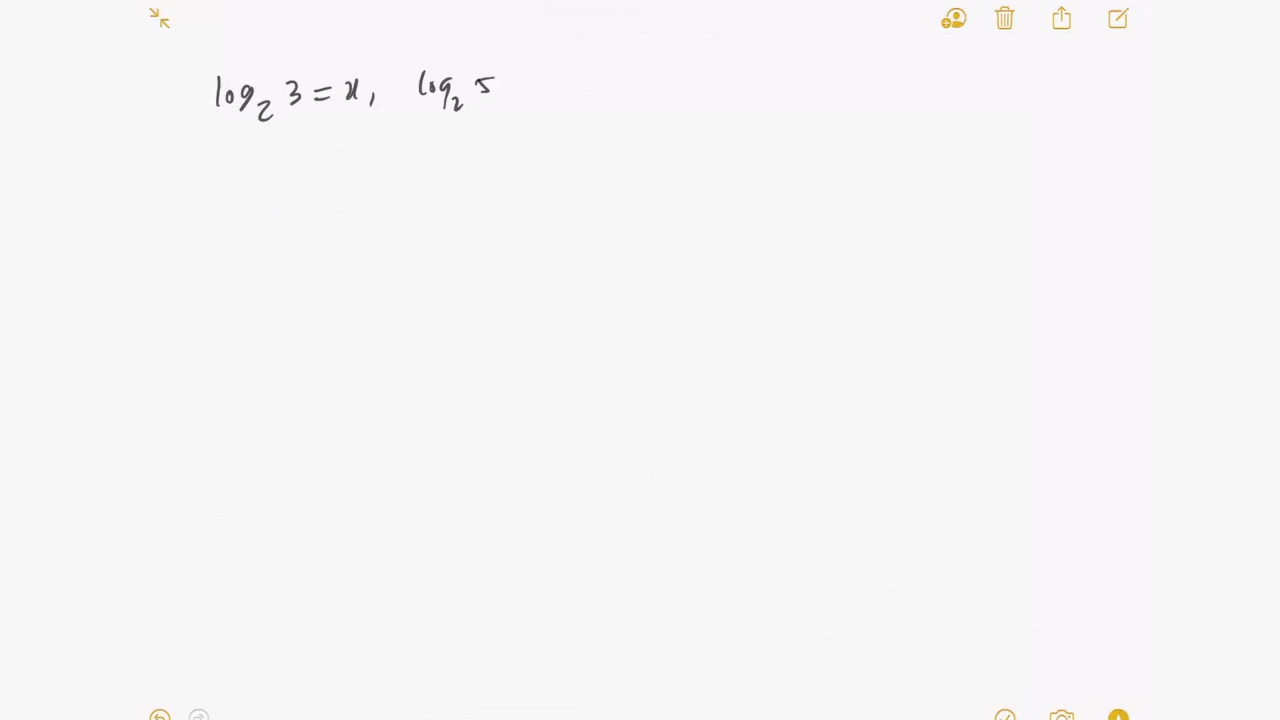 log₂ 3 = x, log₂ 5